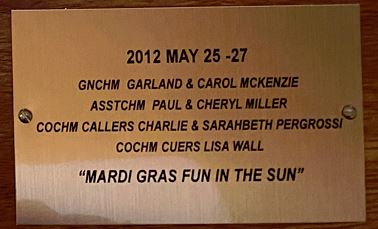 2012 MAY 25 -27
GNCHM GARLAND & CAROL MCKENZIE
ASSTCHM PAUL & CHERYL MILLER
COCHM CALLERS CHARLIE & SARAHBETH PERGROSSI
COCHM CUERS LISA WALL
“MARDI GRAS FUN IN THE SUN”